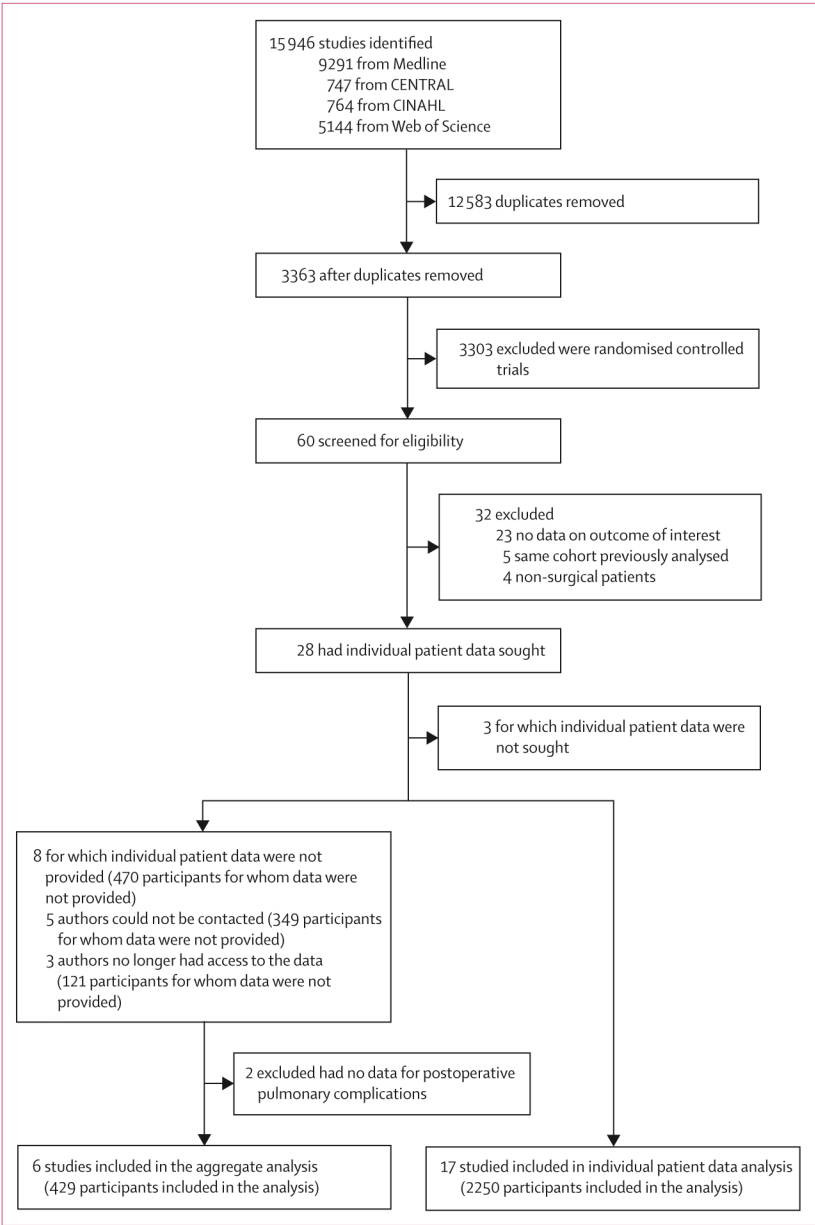 15 946 studies identified
9291 from Medline
747 from CENTRAL
764 from CINAHL
5144 from Web of Science
12 583 duplicates removed
3363 after duplicates removed
3303 excluded were randomised controlled
trials
60 screened for eligibility
32 excluded
23 no data on outcome of interest
5 same cohort previously analysed
4 non-surgical patients
28 had individual patient data sought
3 for which individual patient data were
not sought
8 for which individual patient data were not
provided (470 participants for whom data were
not provided)
5 authors could not be contacted (349 participants
for whom data were not provided)
3 authors no longer had access to the data
(121 participants for whom data were not
provided)
2 excluded had no data for postoperative
pulmonary complications
6 studies included in the aggregate analysis
(429 participants included in the analysis)
17 studied included in individual patient data analysis
(2250 participants included in the analysis)